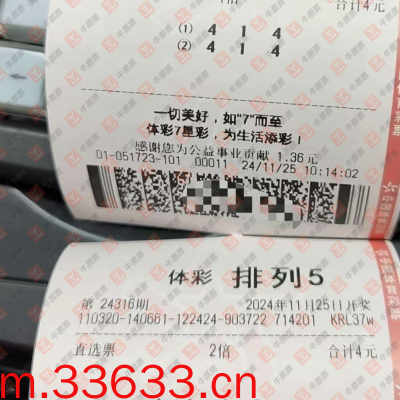 合计4元
① 4 1 4
② 4 1 4
一切美好，如“7”而至
体彩7星彩，为生活添彩！
感谢您为公益事业贡献 1.36元
01-051723-101 00011 24/11/25 10:14:02
体彩 排列5
第 24316期 2024年11月25日开奖
110320-140661-122424-903722 714201 KRL37W
直选票 2倍 合计4元
m.33633.cn